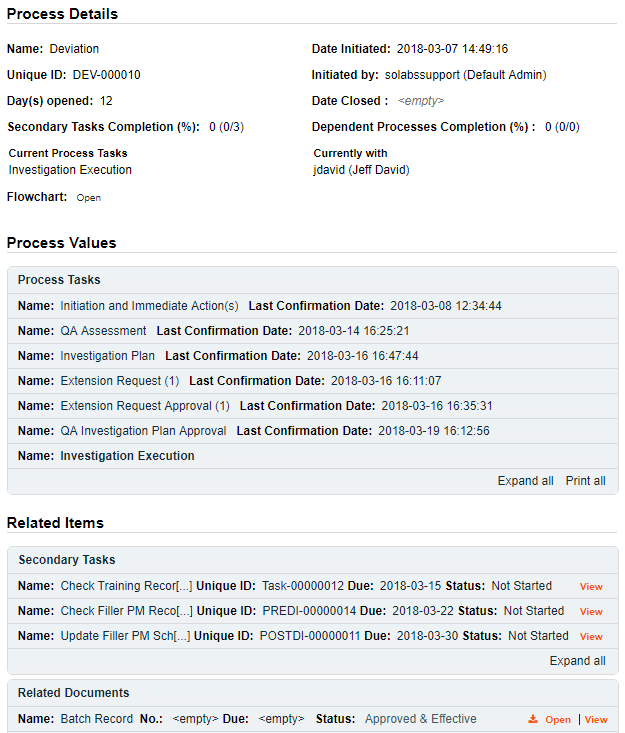 Process Details
Name: Deviation Date Initiated: 2018-03-07 14:49:16
Unique ID: DEV-000010 Initiated by: solabssupport (Default Admin)
Day(s) opened: 12 Date Closed : <empty>
Secondary Tasks Completion (%): 0 (0/3) Dependent Processes Completion (%) : 0 (0/0)
Current Process Tasks Currently with
Investigation Execution jdavid (Jeff David)
Flowchart: Open
Process Values
Process Tasks
Name: Initiation and Immediate Action(s) Last Confirmation Date: 2018-03-08 12:34:44
Name: QA Assessment Last Confirmation Date: 2018-03-14 16:25:21
Name: Investigation Plan Last Confirmation Date: 2018-03-16 16:47:44
Name: Extension Request (1) Last Confirmation Date: 2018-03-16 16:11:07
Name: Extension Request Approval (1) Last Confirmation Date: 2018-03-16 16:35:31
Name: QA Investigation Plan Approval Last Confirmation Date: 2018-03-19 16:12:56
Name: Investigation Execution
Expand all Print all
Related Items
Secondary Tasks
Name: Check Training Recor[...] Unique ID: Task-00000012 Due: 2018-03-15 Status: Not Started View
Name: Check Filler PM Reco[...] Unique ID: PREDI-00000014 Due: 2018-03-22 Status: Not Started View
Name: Update Filler PM Sch[...] Unique ID: POSTDI-00000011 Due: 2018-03-30 Status: Not Started View
Expand all
Related Documents
Name: Batch Record No.: <empty> Due: <empty> Status: Approved & Effective Open | View